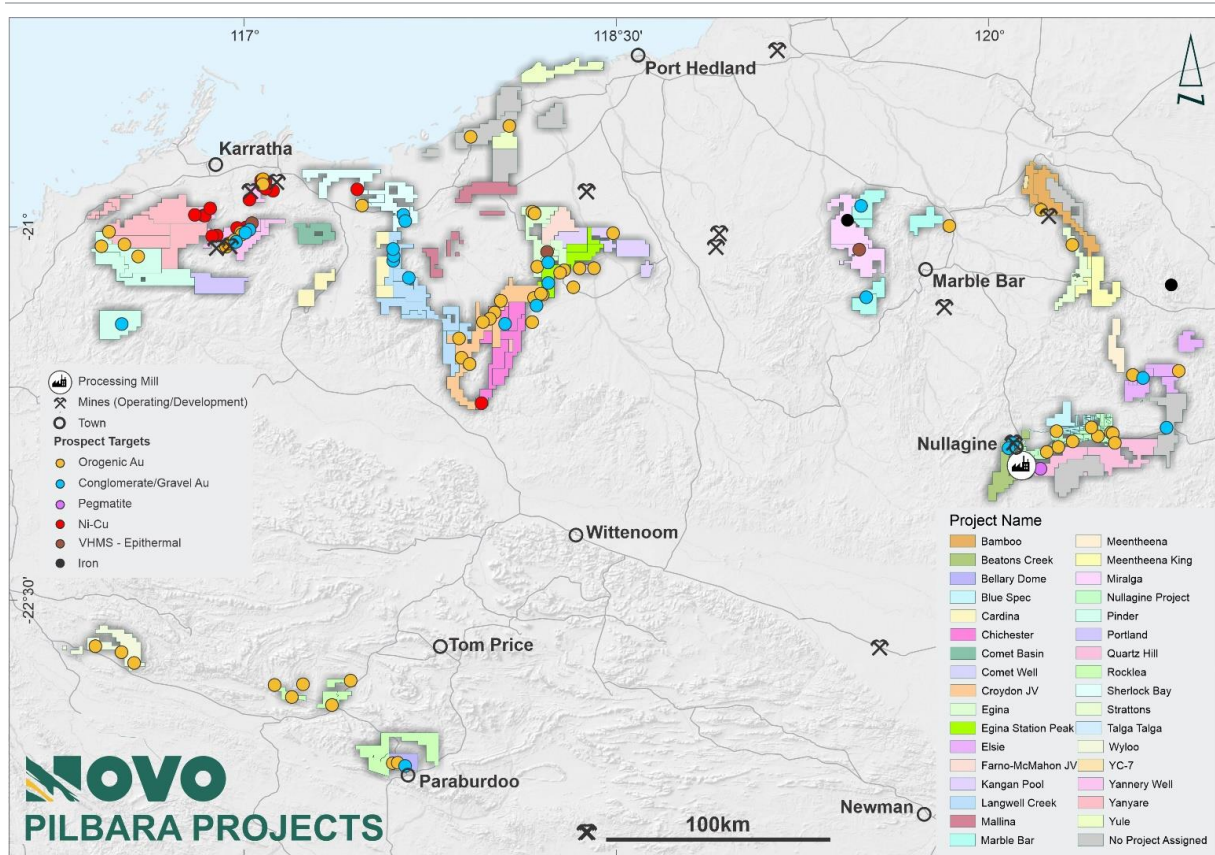 117°
118°30'
120°
Port Hedland
N
Karratha
-21°
Marble Bar
Processing Mill
Mines (Operating/Development)
Town
Prospect Targets
Orogenic Au
Conglomerate/Gravel Au
Pegmatite
Ni-Cu
VHMS - Epithermal
Iron
Nullagine
Wittenoom
-22°30'
Tom Price
Paraburdoo
Newman
100km
NOVO
PILBARA PROJECTS
Project Name
Bamboo
Beatons Creek
Bellary Dome
Blue Spec
Cardina
Chichester
Comet Basin
Comet Well
Croydon JV
Egina
Egina Station Peak
Elsie
Farno-McMahon JV
Kangan Pool
Langwell Creek
Mallina
Marble Bar
Meentheena
Meentheena King
Miralga
Nullagine Project
Pinder
Portland
Quartz Hill
Rocklea
Sherlock Bay
Strattons
Talga Talga
Wyloo
YC-7
Yannery Well
Yanyare
Yule
No Project Assigned